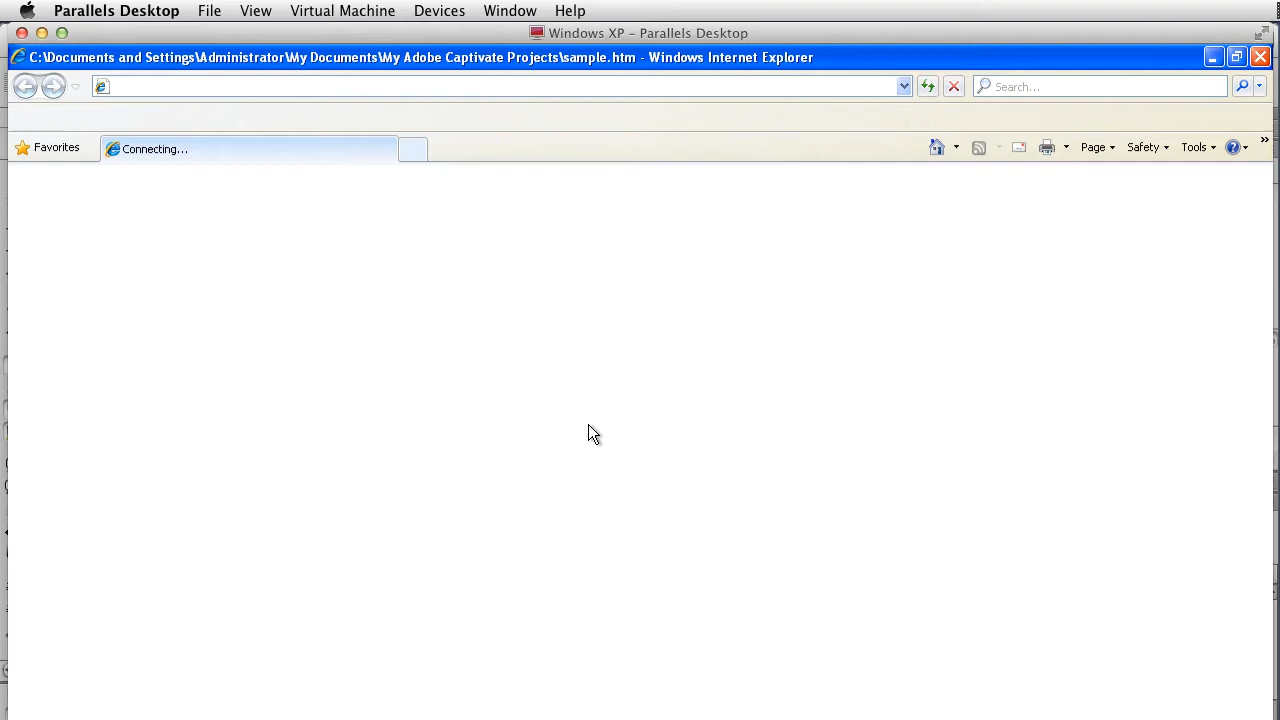 Parallels Desktop File View Virtual Machine Devices Window Help
Windows XP – Parallels Desktop
C:\Documents and Settings\Administrator\My Documents\My Adobe Captivate Projects\sample.htm - Windows Internet Explorer
Search...
Favorites Connecting... Page Safety Tools